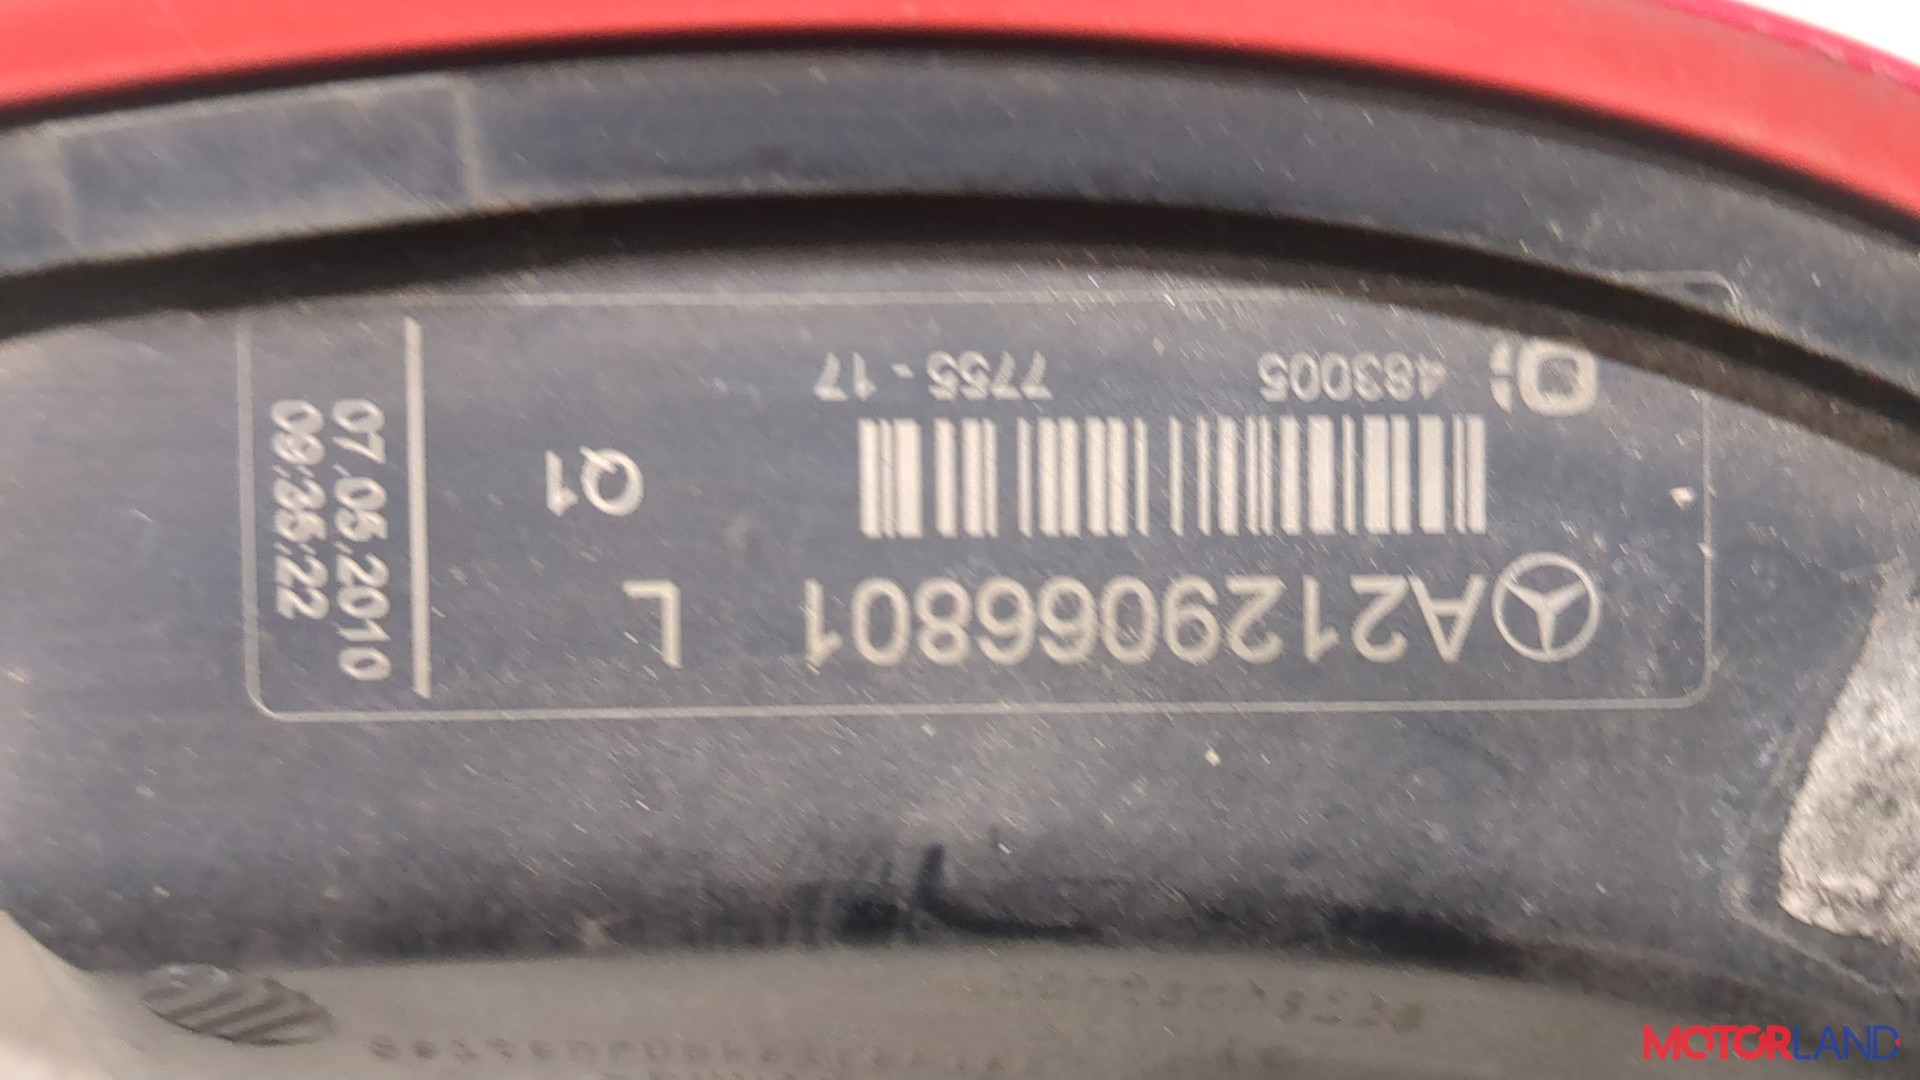 A2129066801 L
Q1
483005 7755-17
07.05.2010
09:35:22
MOTORLAND